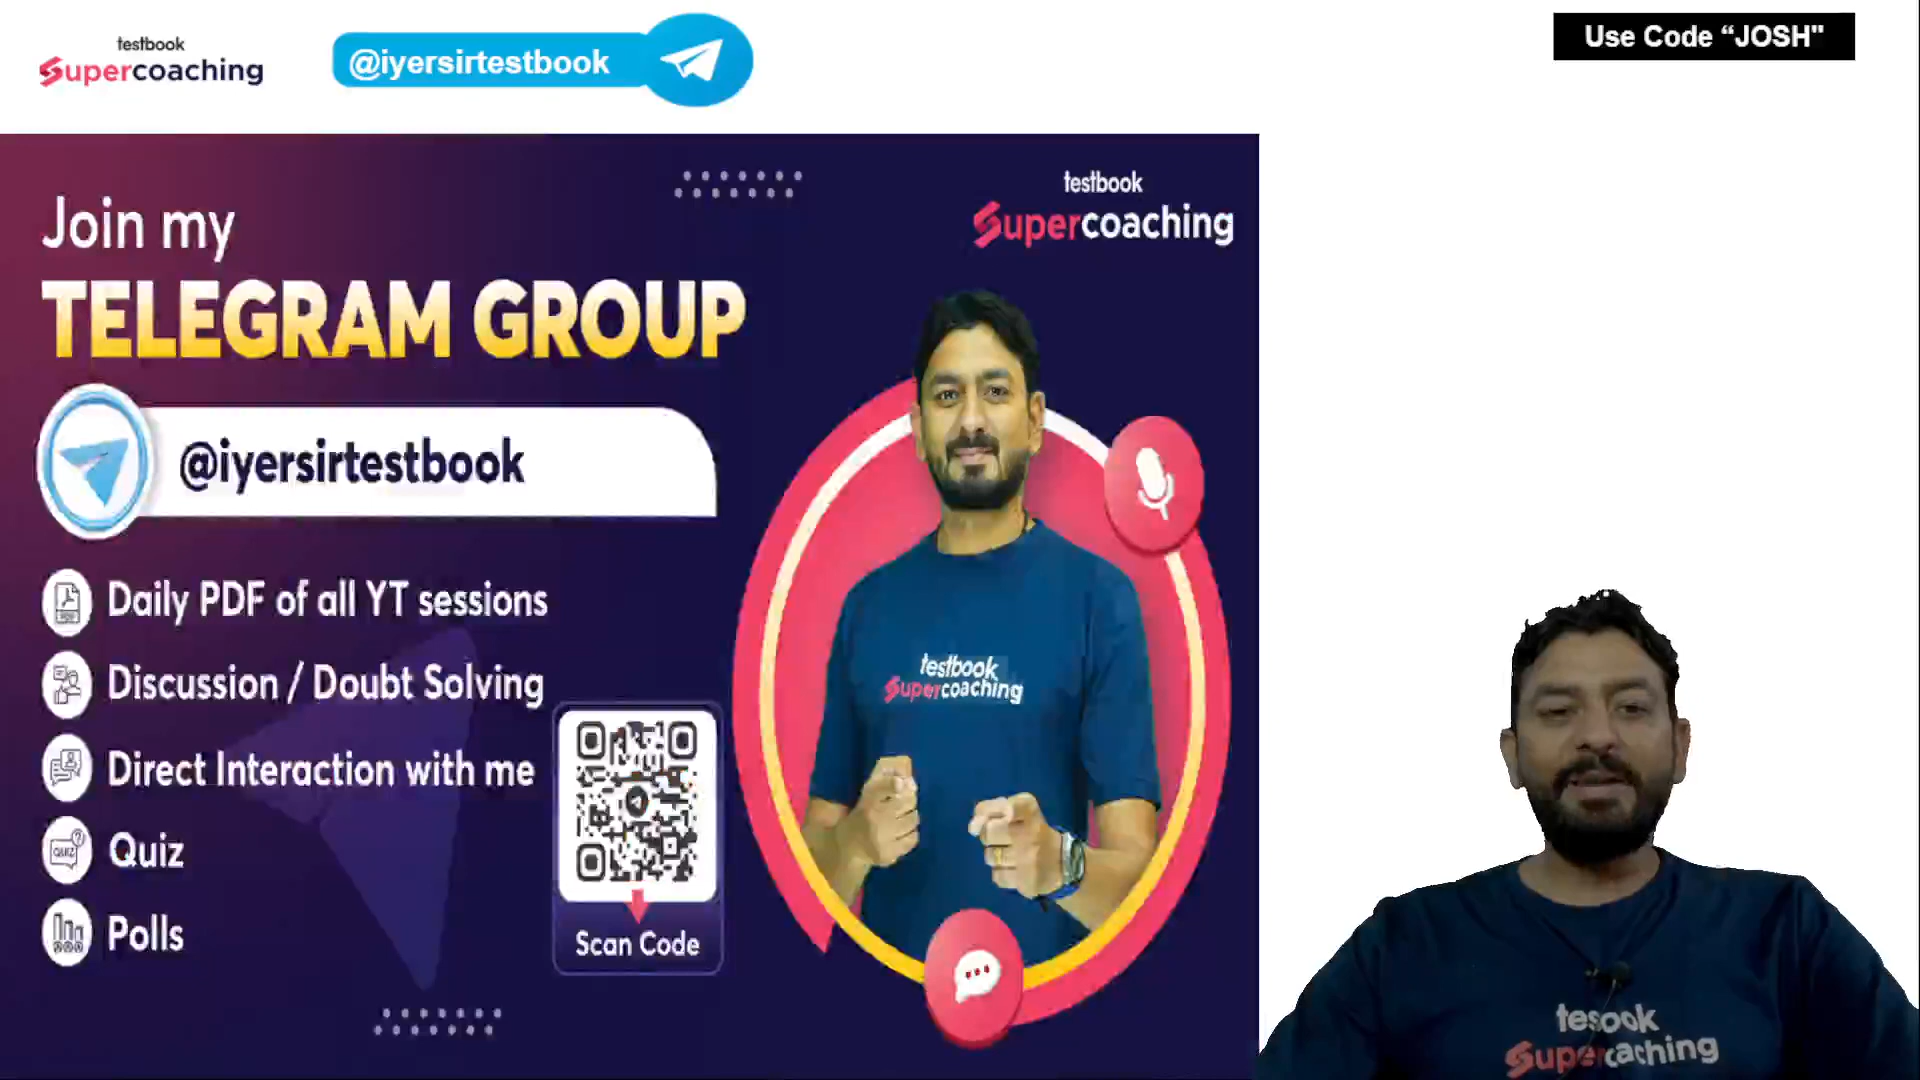 testbook
Supercoaching
@iyersirtestbook
Use Code “JOSH"
testbook
Supercoaching
Join my
TELEGRAM GROUP
@iyersirtestbook
Daily PDF of all YT sessions
Discussion / Doubt Solving
Direct Interaction with me
QUIZ
Quiz
Polls
Scan Code
testbook
Supercoaching